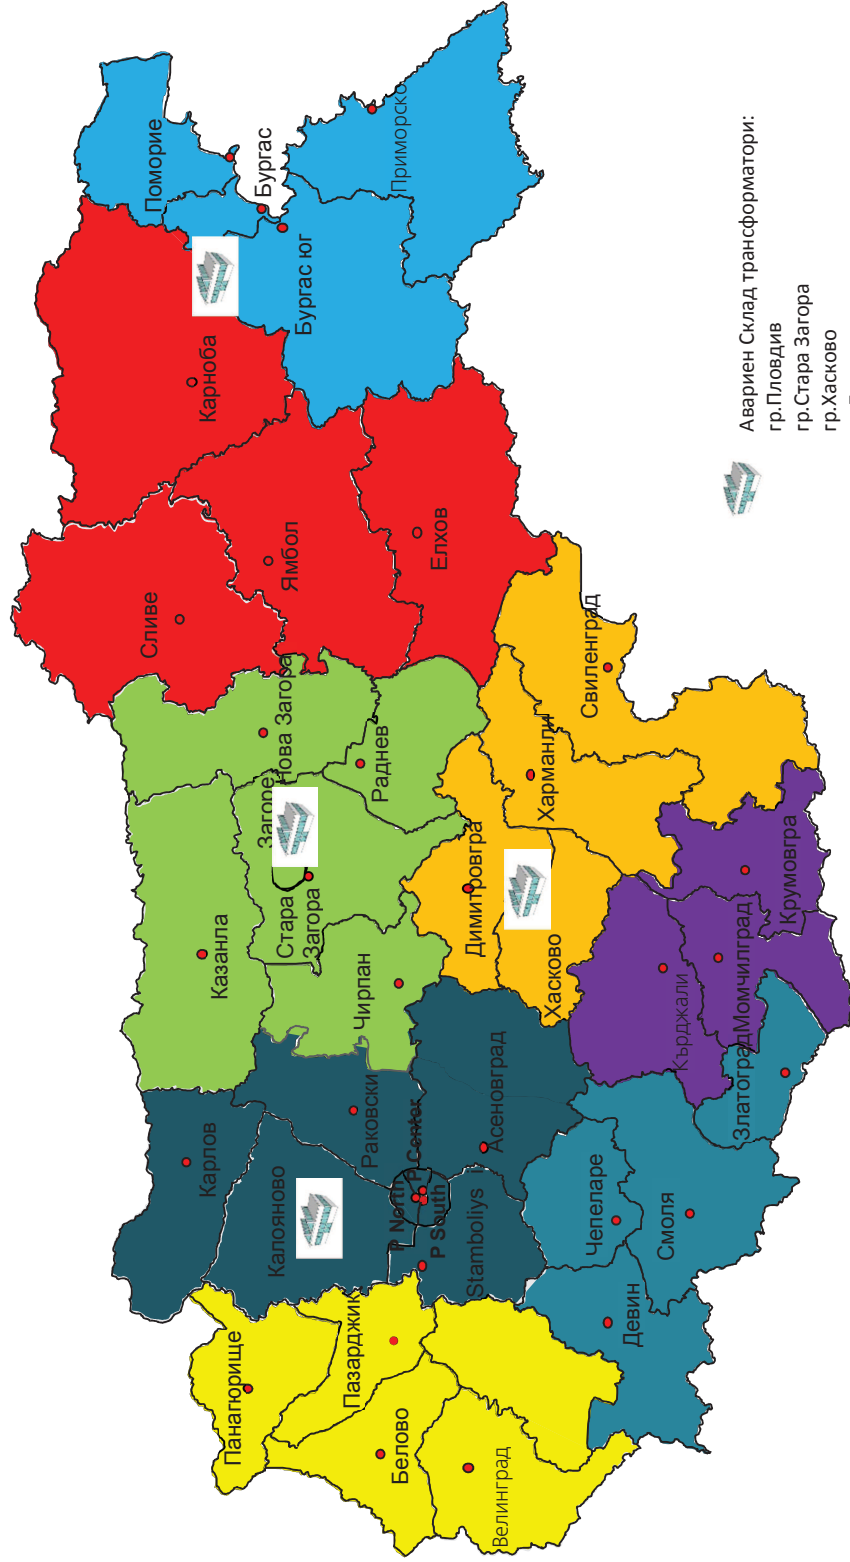 Поморие
Бургас
Бургас юг
Приморско
Карноба
Сливе
Ямбол
Елхов
Нова Загора
Загоре
Раднев
Стара
Загора
Казанла
Чирпан
Свиленград
Харманли
Димитровгра
Хасково
Крумовгра
Момчилград
Кърджали
Златоград
Карлов
Калояново
Раковски
P Center
P North
P South
Асеновград
Stamboliys i
Чепеларе
Смоля
Девин
Панагюрище
Пазарджик
Белово
Велинград
Авариен Склад трансформатори:
гр.Пловдив
гр.Стара Загора
гр.Хасково